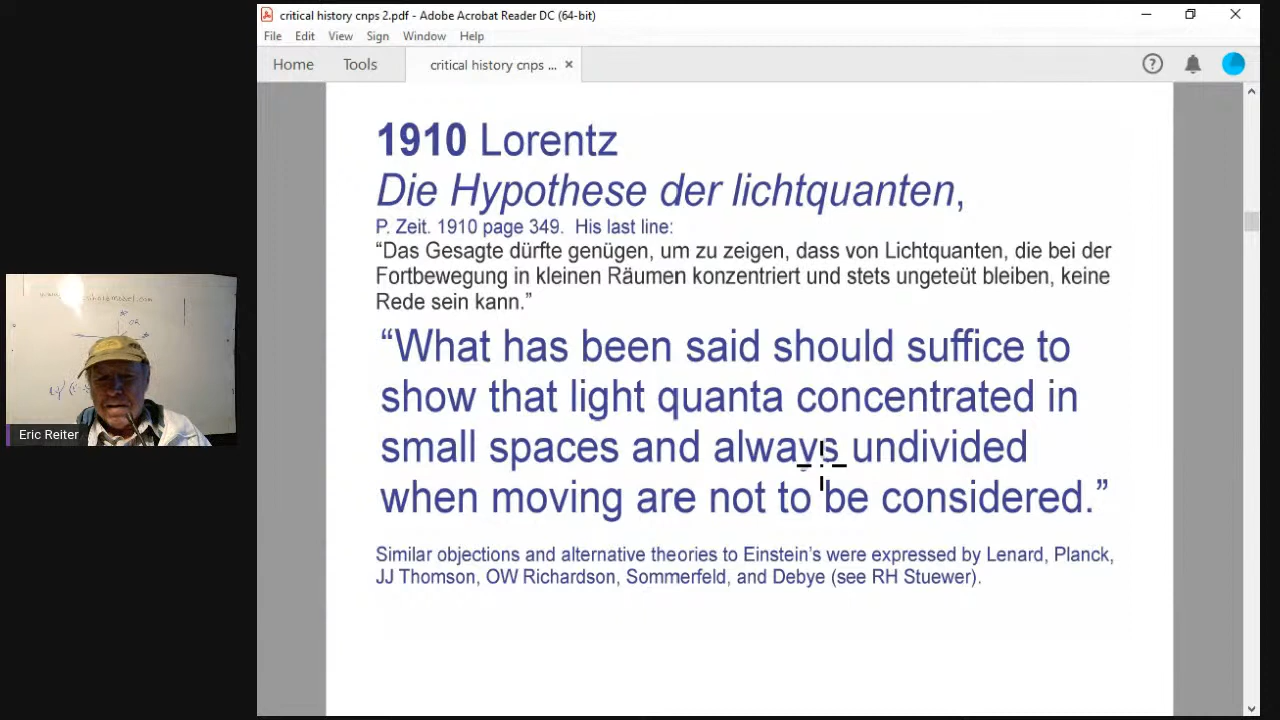 critical history cnps 2.pdf - Adobe Acrobat Reader DC (64-bit)
File Edit View Sign Window Help
Home Tools critical history cnps ... ×
1910 Lorentz
Die Hypothese der lichtquanten,
P. Zeit. 1910 page 349. His last line:
“Das Gesagte dürfte genügen, um zu zeigen, dass von Lichtquanten, die bei der
Fortbewegung in kleinen Räumen konzentriert und stets ungeteüt bleiben, keine
Rede sein kann.”
“What has been said should suffice to
show that light quanta concentrated in
small spaces and always undivided
when moving are not to be considered.”
Similar objections and alternative theories to Einstein’s were expressed by Lenard, Planck,
JJ Thomson, OW Richardson, Sommerfeld, and Debye (see RH Stuewer).
Eric Reiter